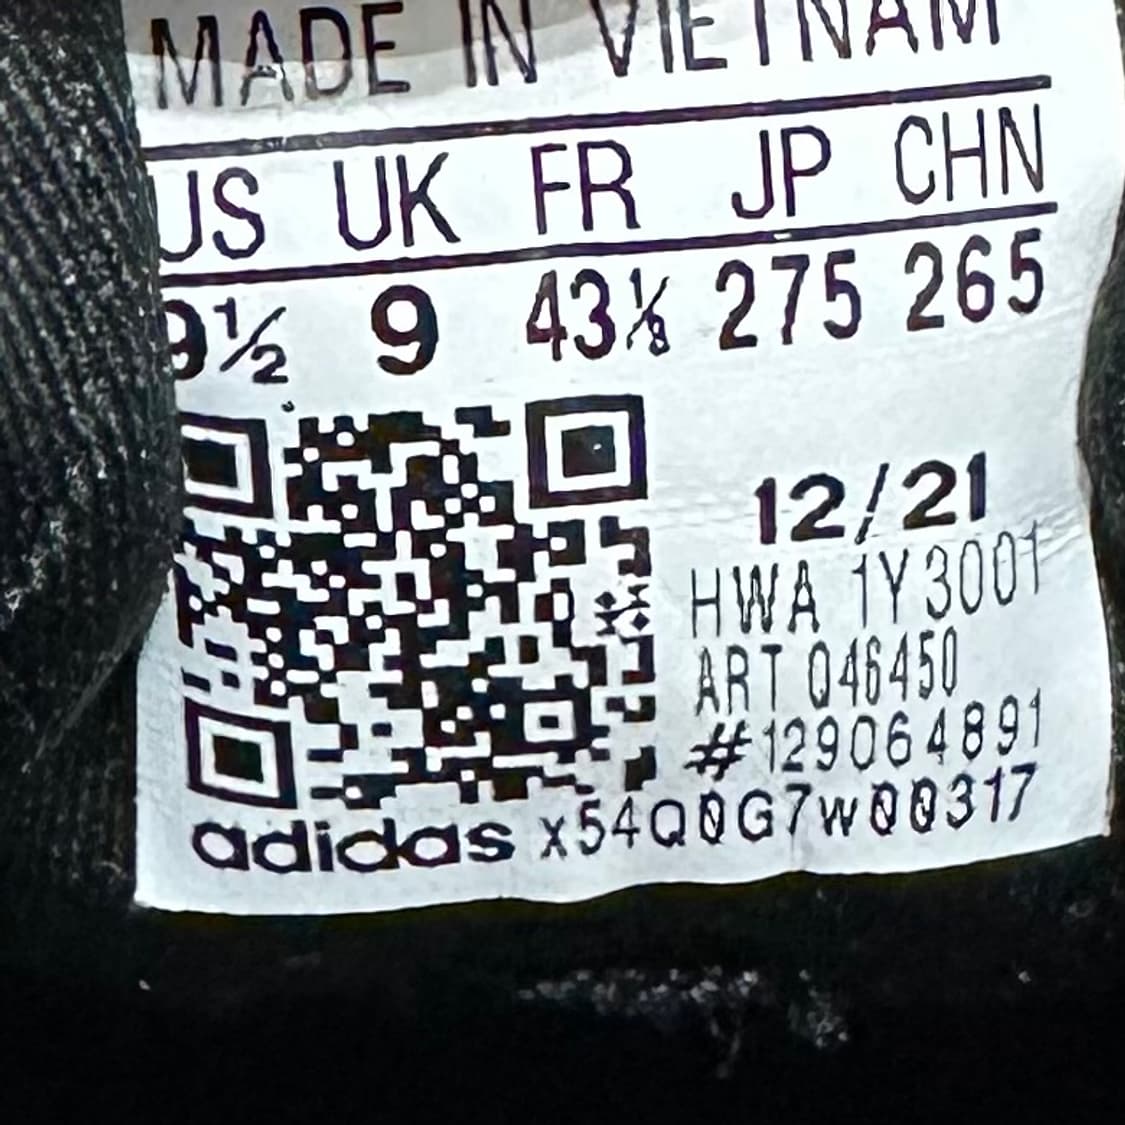 MADE IN VIETNAM
US UK FR JP CHN
9½ 9 43⅓ 275 265
12/21
HWA 1Y3001
ART 046450
#129064891
adidas x54Q0G7W00317